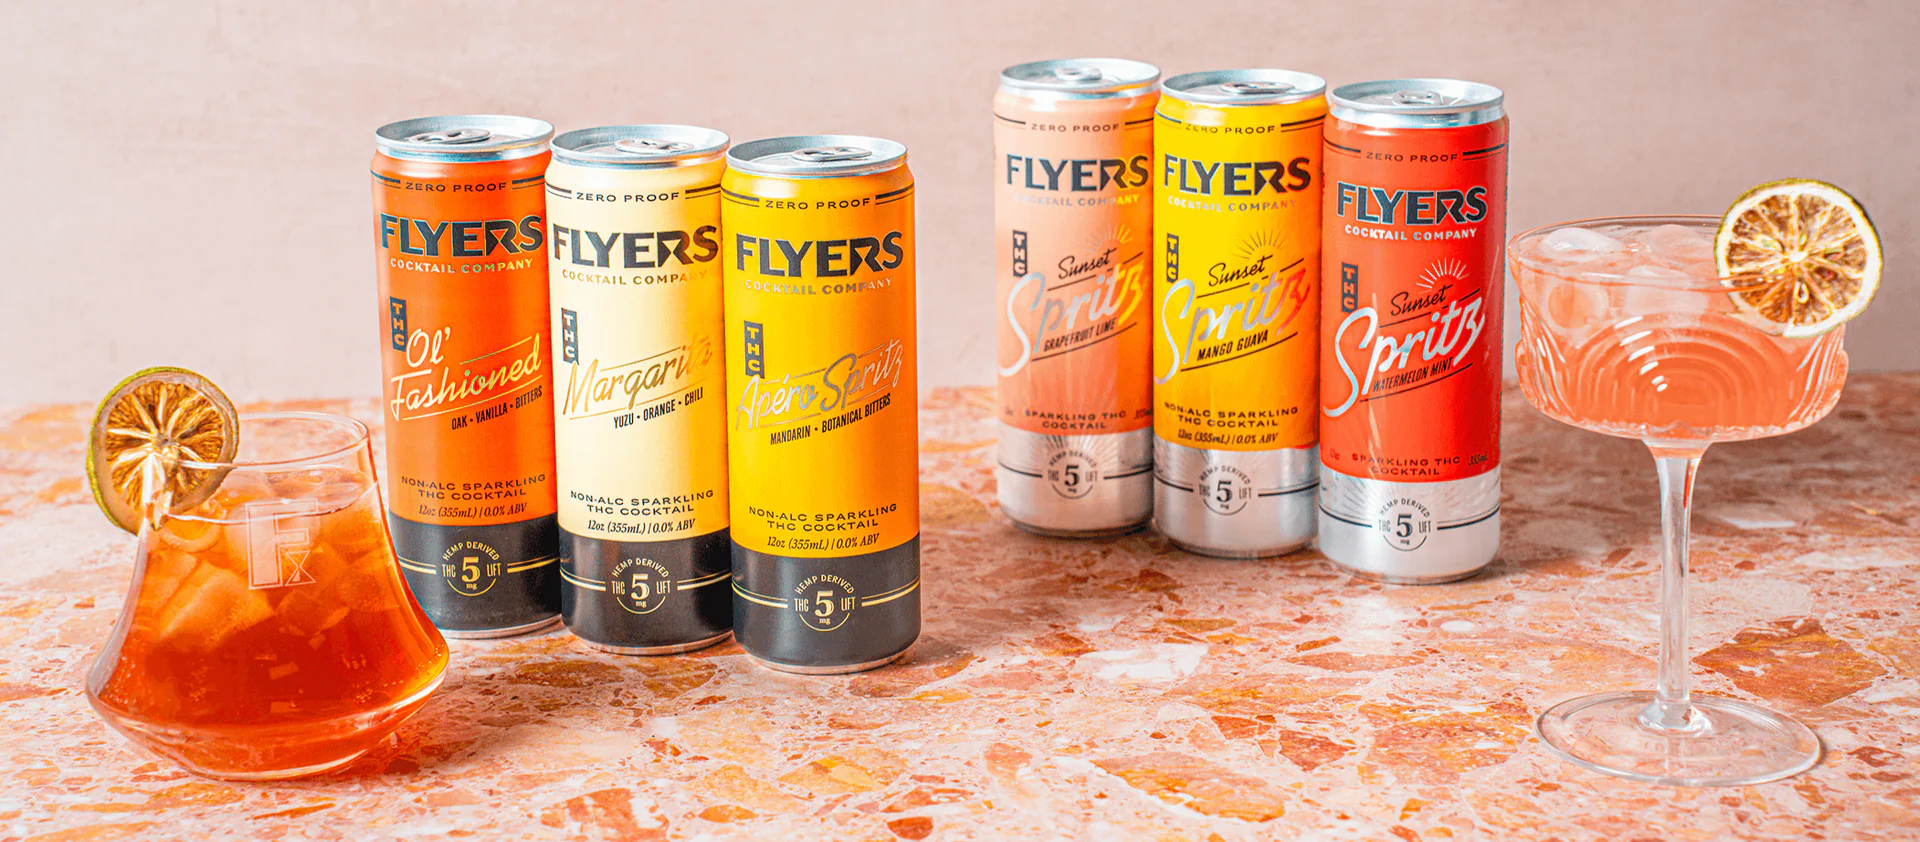 ZERO PROOF
FLYERS
COCKTAIL COMPANY
THC
Ol'
Fashioned
OAK • VANILLA • BITTERS
NON-ALC SPARKLING
THC COCKTAIL
12oz (355mL) | 0.0% ABV
HEMP DERIVED
THC 5 LIFT
mg
ZERO PROOF
FLYERS
COCKTAIL COMPANY
THC
Margarita
YUZU • ORANGE • CHILI
NON-ALC SPARKLING
THC COCKTAIL
12oz (355mL) | 0.0% ABV
HEMP DERIVED
THC 5 LIFT
mg
ZERO PROOF
FLYERS
COCKTAIL COMPANY
THC
Apéro Spritz
MANDARIN • BOTANICAL BITTERS
NON-ALC SPARKLING
THC COCKTAIL
12oz (355mL) | 0.0% ABV
HEMP DERIVED
THC 5 LIFT
mg
ZERO PROOF
FLYERS
COCKTAIL COMPANY
THC
Sunset
Spritz
GRAPEFRUIT LIME
SPARKLING THC
COCKTAIL
HEMP DERIVED
THC 5 LIFT
mg
ZERO PROOF
FLYERS
COCKTAIL COMPANY
THC
Sunset
Spritz
MANGO GUAVA
NON-ALC SPARKLING
THC COCKTAIL
12oz (355mL) | 0.0% ABV
HEMP DERIVED
THC 5 LIFT
mg
ZERO PROOF
FLYERS
COCKTAIL COMPANY
THC
Sunset
Spritz
WATERMELON MINT
SPARKLING THC 355mL
COCKTAIL
HEMP DERIVED
THC 5 LIFT
mg
F